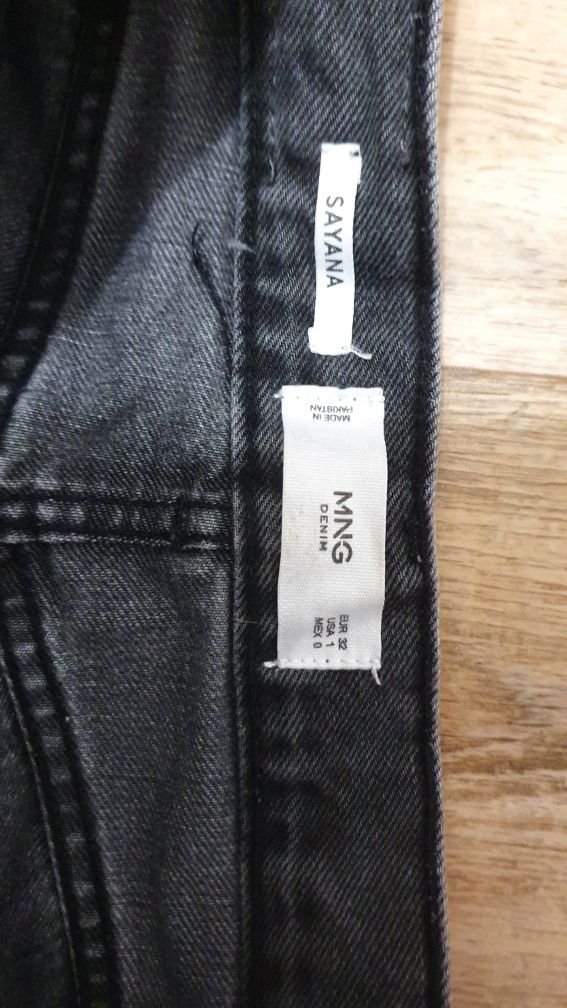 SAYANA
MADE IN
PAKISTAN
MNG
DENIM
EUR 32
USA 1
MEX 0